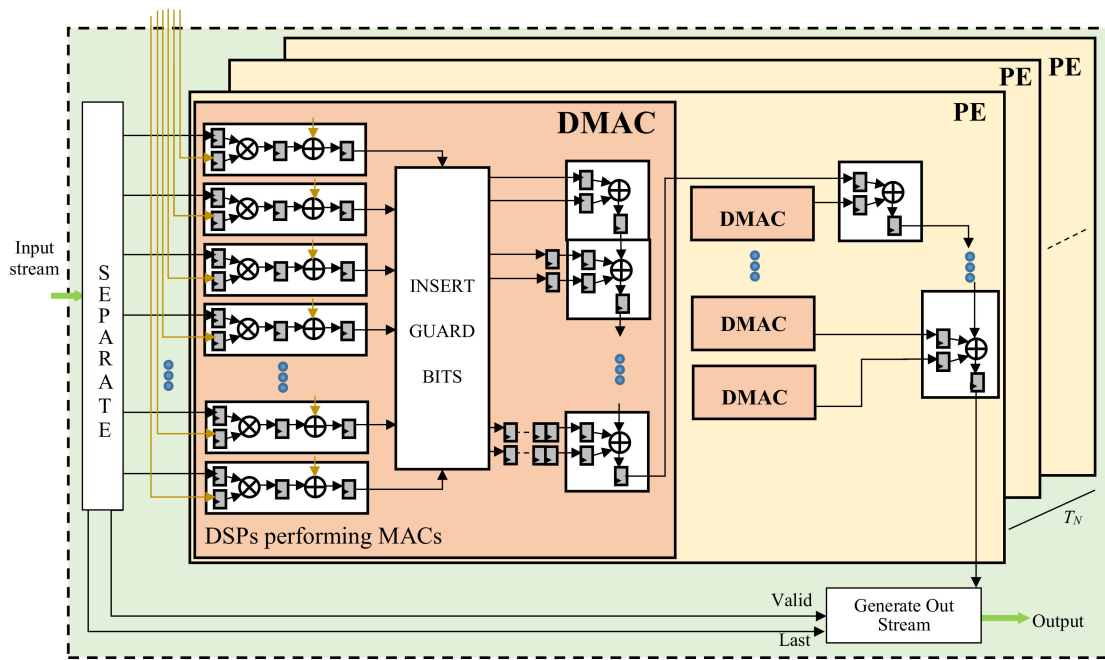 PE
PE
PE
DMAC
Input
stream
SEPARATE
INSERT
GUARD
BITS
DMAC
DMAC
DMAC
DSPs performing MACs
T_N
Valid
Last
Generate Out
Stream
Output